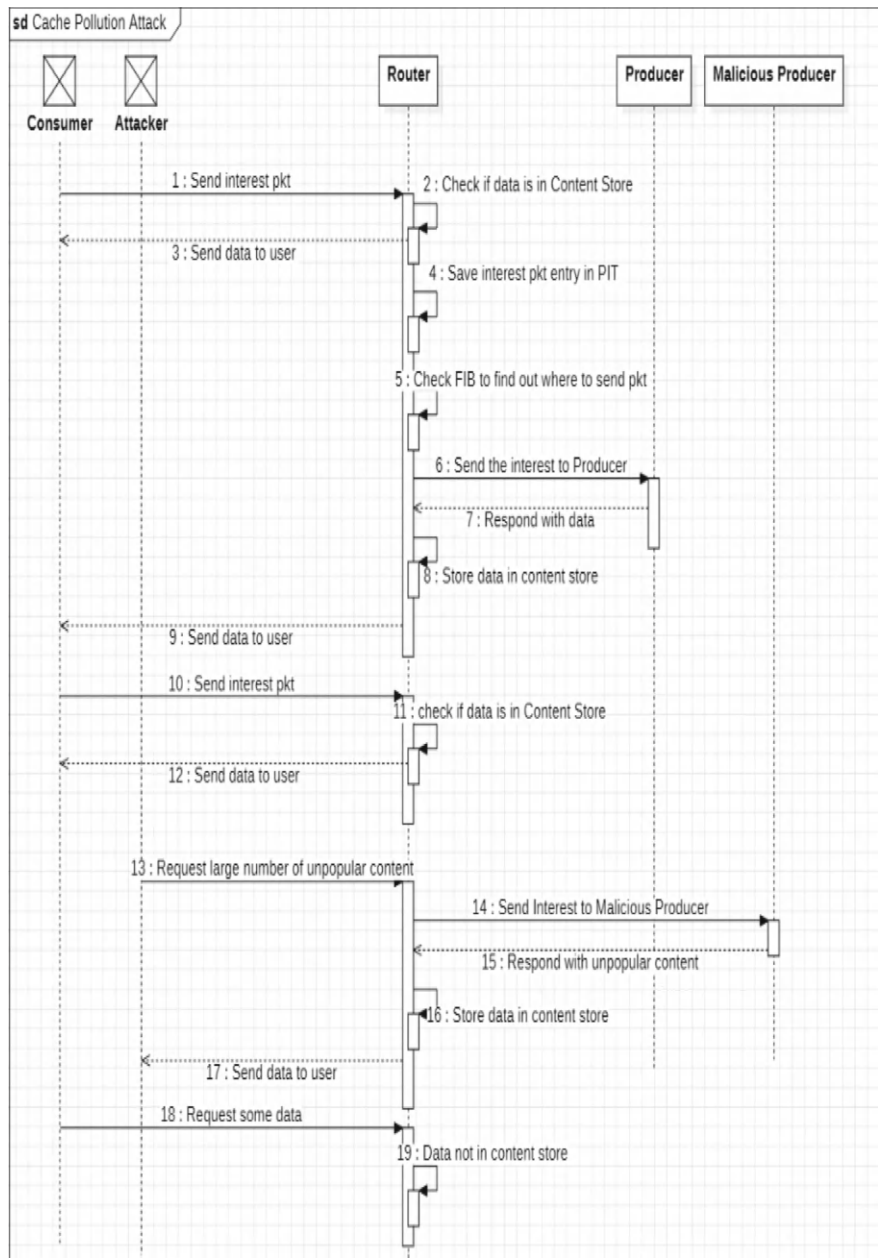 sd Cache Pollution Attack
Router
Producer
Malicious Producer
Consumer
Attacker
1 : Send interest pkt
2 : Check if data is in Content Store
3 : Send data to user
4 : Save interest pkt entry in PIT
5 : Check FIB to find out where to send pkt
6 : Send the interest to Producer
7 : Respond with data
8 : Store data in content store
9 : Send data to user
10 : Send interest pkt
11 : check if data is in Content Store
12 : Send data to user
13 : Request large number of unpopular content
14 : Send Interest to Malicious Producer
15 : Respond with unpopular content
16 : Store data in content store
17 : Send data to user
18 : Request some data
19 : Data not in content store